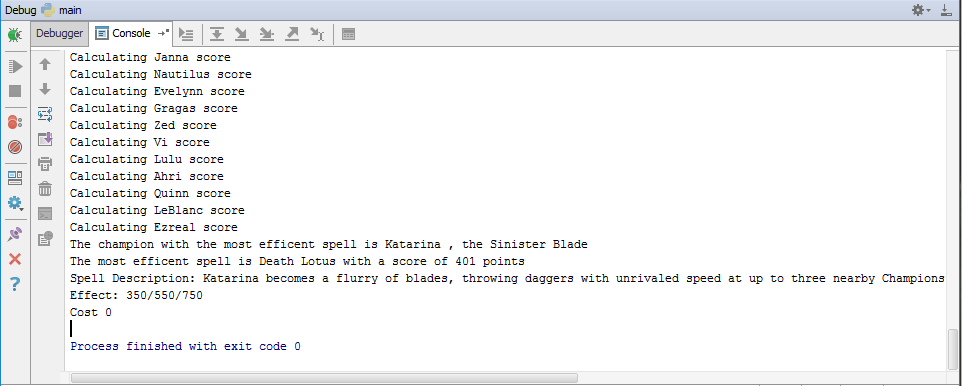 Debug main
Debugger Console
Calculating Janna score
Calculating Nautilus score
Calculating Evelynn score
Calculating Gragas score
Calculating Zed score
Calculating Vi score
Calculating Lulu score
Calculating Ahri score
Calculating Quinn score
Calculating LeBlanc score
Calculating Ezreal score
The champion with the most efficent spell is Katarina , the Sinister Blade
The most efficent spell is Death Lotus with a score of 401 points
Spell Description: Katarina becomes a flurry of blades, throwing daggers with unrivaled speed at up to three nearby Champions
Effect: 350/550/750
Cost 0
Process finished with exit code 0